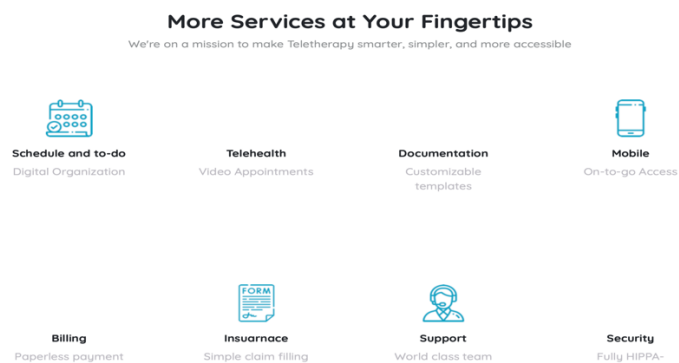 More Services at Your Fingertips
We're on a mission to make Teletherapy smarter, simpler, and more accessible
Schedule and to-do
Digital Organization
Telehealth
Video Appointments
Documentation
Customizable
templates
Mobile
On-to-go Access
Billing
Paperless payment
FORM
Insuarnace
Simple claim filling
Support
World class team
Security
Fully HIPPA-